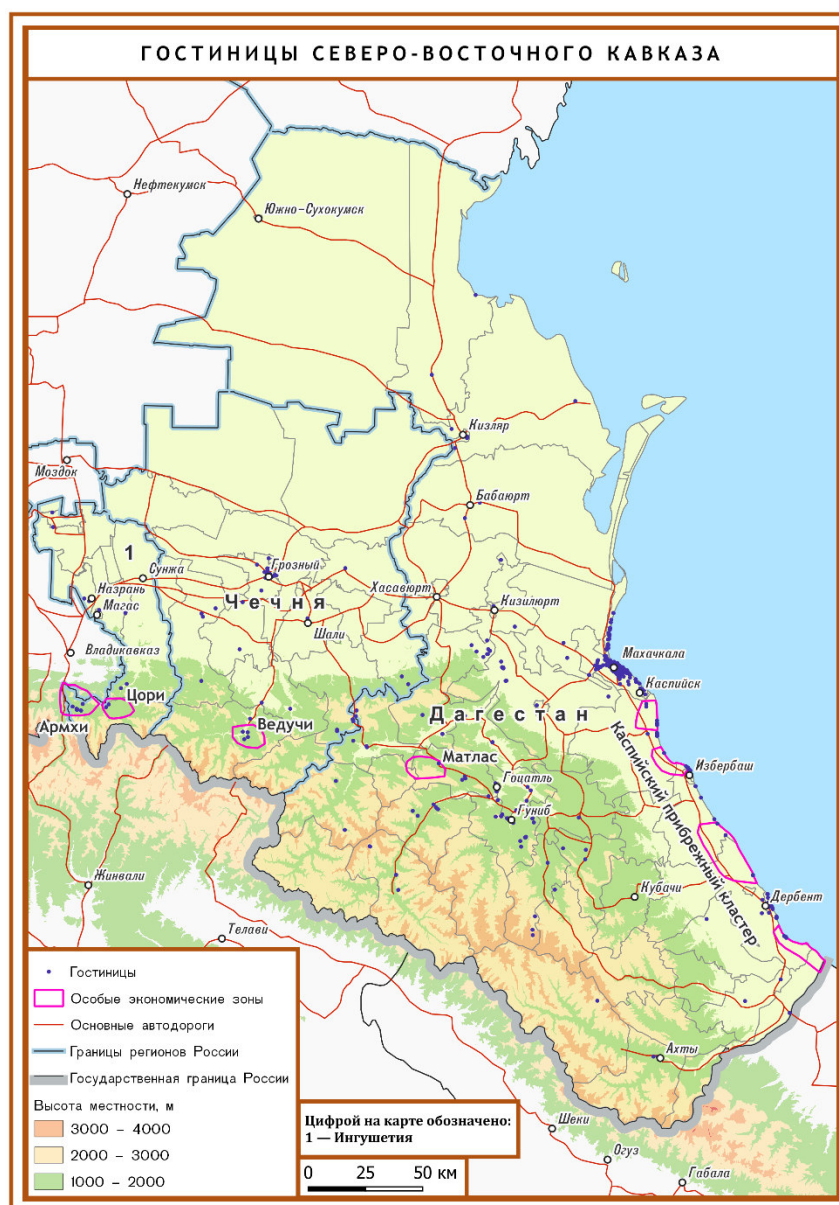 ГОСТИНИЦЫ СЕВЕРО-ВОСТОЧНОГО КАВКАЗА
Нефтекумск
Южно-Сухокумск
Кизляр
Моздок
Бабаюрт
1
Сунжа
Грозный
Назрань
Чечня
Хасавюрт
Кизилюрт
Магас
Шали
Владикавказ
Махачкала
Каспийск
Цори
Армхи
Ведучи
Дагестан
Матлас
Гоцатль
Избербаш
Гуниб
Каспийский прибрежный кластер
Жинвали
Кубачи
Дербент
Телави
Ахты
Шеки
Огуз
Габала
Гостиницы
Особые экономические зоны
Основные автодороги
Границы регионов России
Государственная граница России
Высота местности, м
3000 – 4000
2000 – 3000
1000 – 2000
Цифрой на карте обозначено:
1 — Ингушетия
0 25 50 км